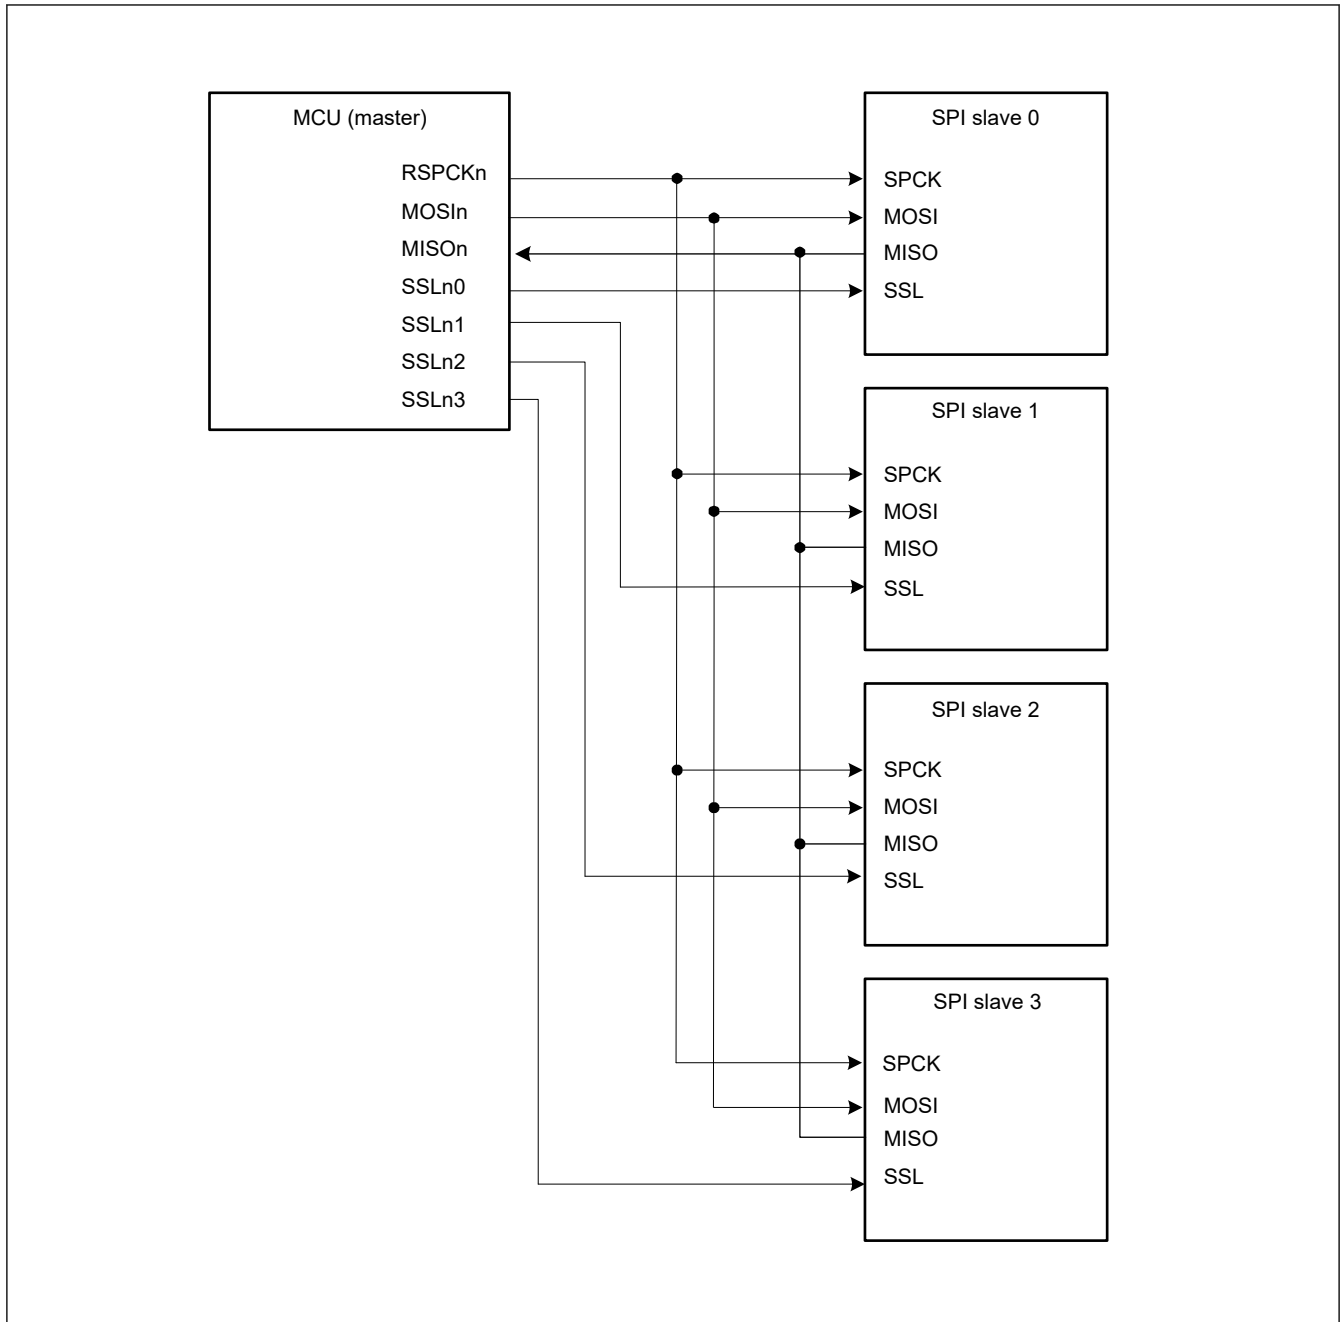 MCU (master)
RSPCKn
MOSIn
MISOn
SSLn0
SSLn1
SSLn2
SSLn3
SPI slave 0
SPCK
MOSI
MISO
SSL
SPI slave 1
SPCK
MOSI
MISO
SSL
SPI slave 2
SPCK
MOSI
MISO
SSL
SPI slave 3
SPCK
MOSI
MISO
SSL